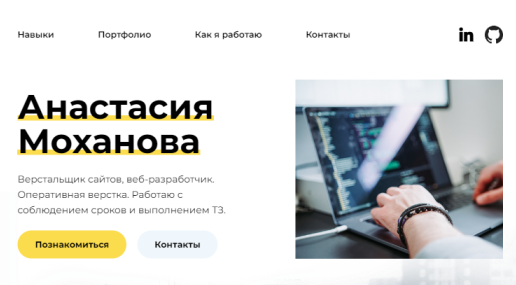 Навыки Портфолио Как я работаю Контакты
Анастасия
Моханова
Верстальщик сайтов, веб-разработчик.
Оперативная верстка. Работаю с
соблюдением сроков и выполнением ТЗ.
Познакомиться Контакты